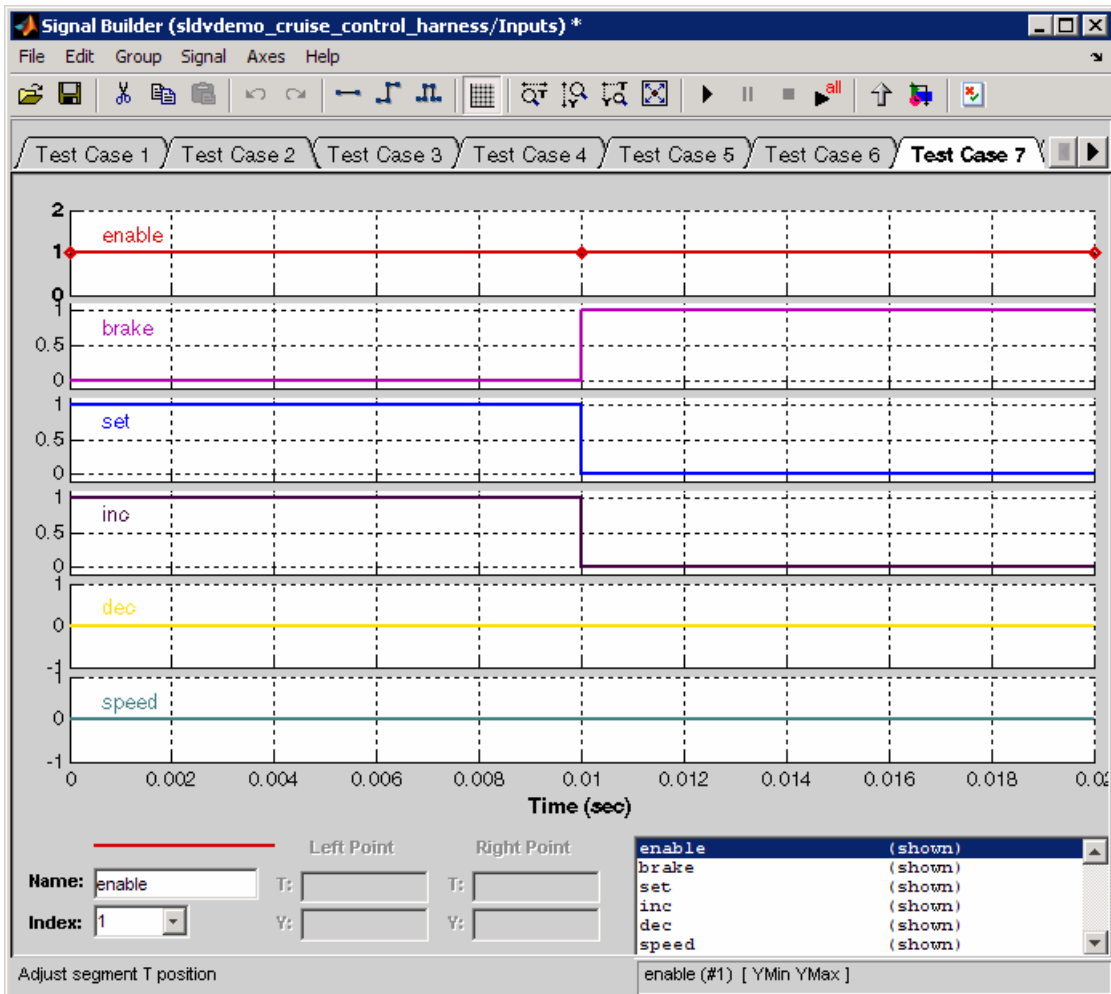 Signal Builder (sldvdemo_cruise_control_harness/Inputs) *
File Edit Group Signal Axes Help
all
Test Case 1 Test Case 2 Test Case 3 Test Case 4 Test Case 5 Test Case 6 Test Case 7
2
enable
1
0
1
brake
0.5
0
1
set
0.5
0
1
inc
0.5
0
1
dec
0
-1
1
speed
0
-1
0 0.002 0.004 0.006 0.008 0.01 0.012 0.014 0.016 0.018 0.02
Time (sec)
Left Point Right Point
Name: enable T: T:
Index: 1 Y: Y:
enable (shown)
brake (shown)
set (shown)
inc (shown)
dec (shown)
speed (shown)
Adjust segment T position enable (#1) [ YMin YMax ]